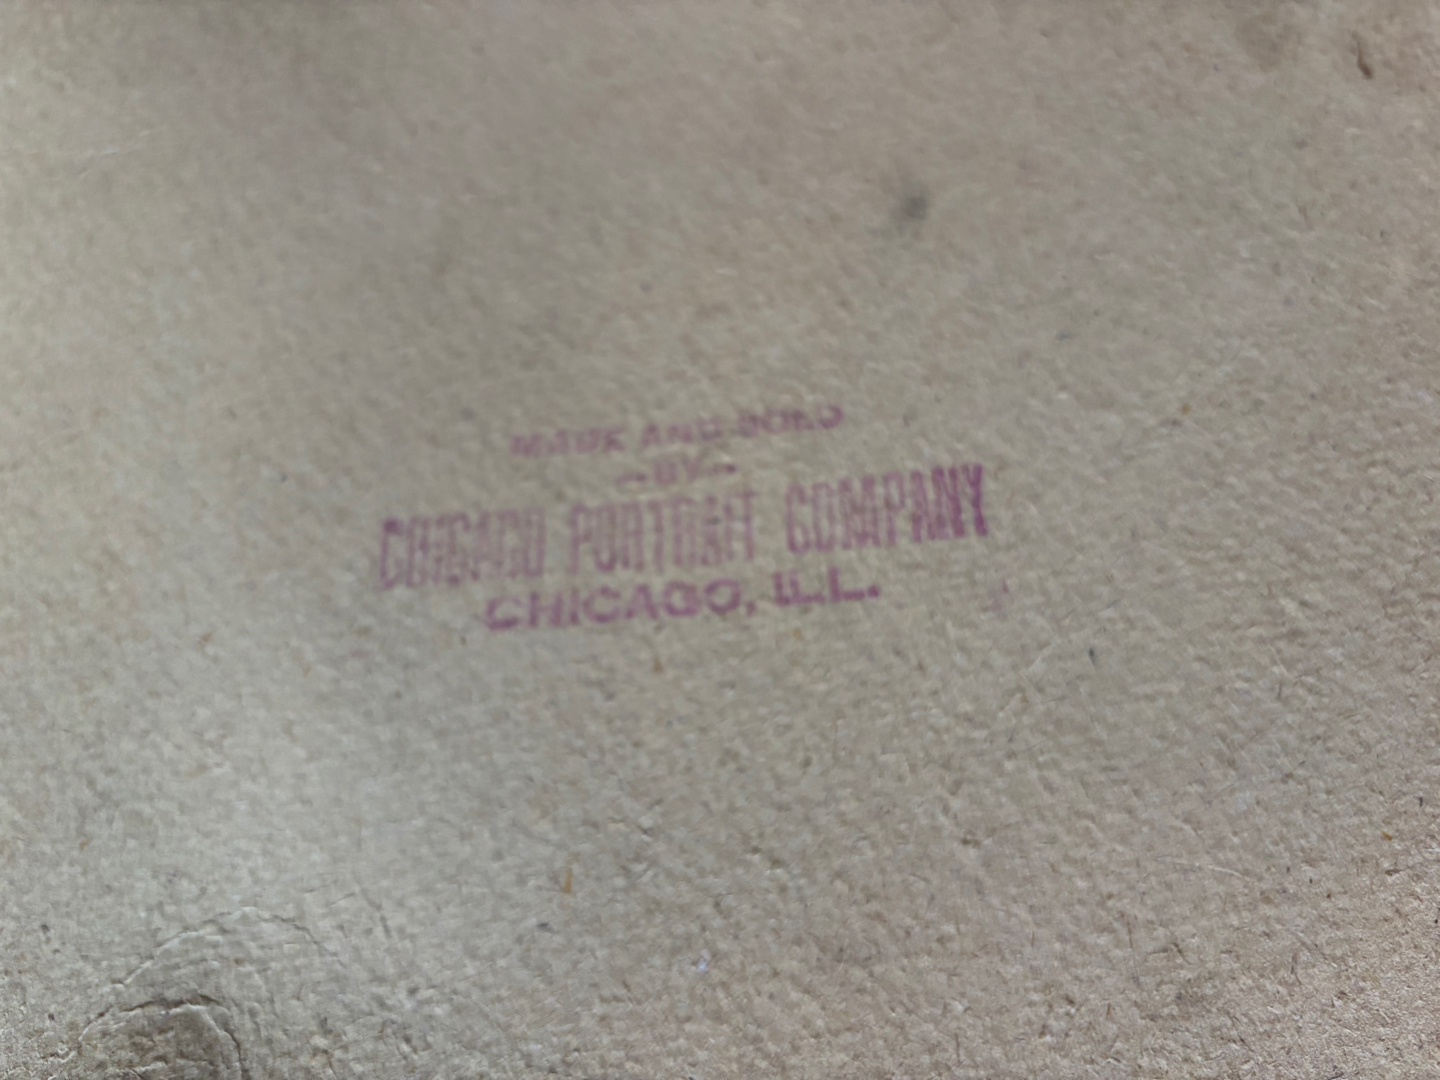 MADE AND SOLD
—BY—
CHICAGO PORTRAIT COMPANY
CHICAGO, ILL.